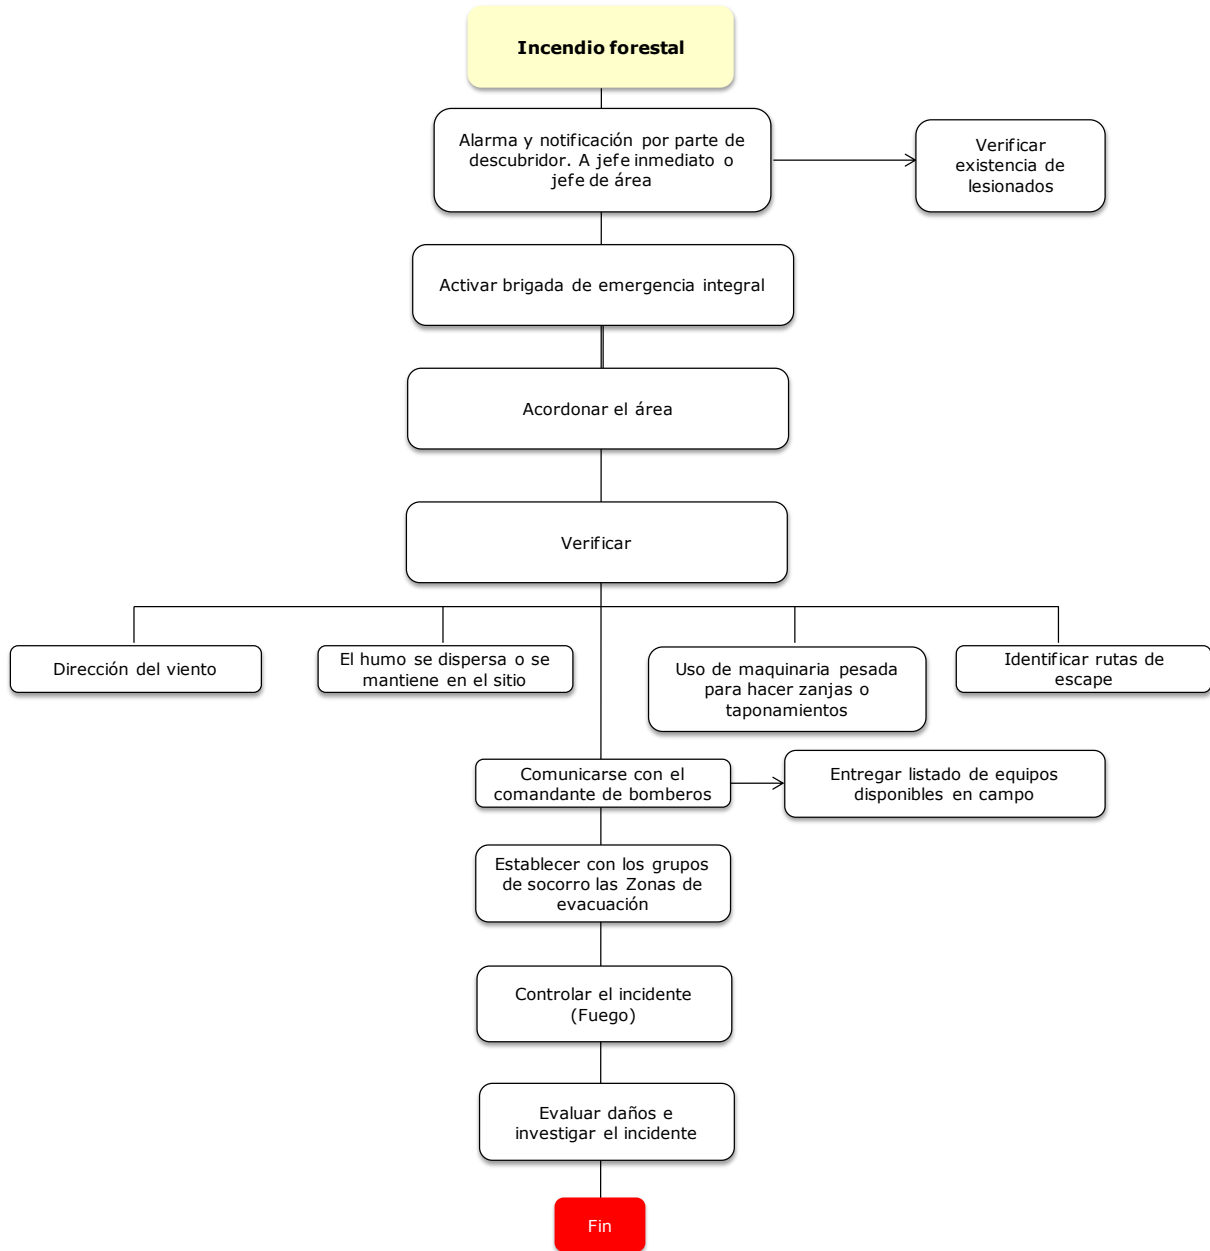 Incendio forestal
Alarma y notificación por parte de
descubridor. A jefe inmediato o
jefe de área
Verificar
existencia de
lesionados
Activar brigada de emergencia integral
Acordonar el área
Verificar
Dirección del viento
El humo se dispersa o se
mantiene en el sitio
Uso de maquinaria pesada
para hacer zanjas o
taponamientos
Identificar rutas de
escape
Comunicarse con el
comandante de bomberos
Entregar listado de equipos
disponibles en campo
Establecer con los grupos
de socorro las Zonas de
evacuación
Controlar el incidente
(Fuego)
Evaluar daños e
investigar el incidente
Fin